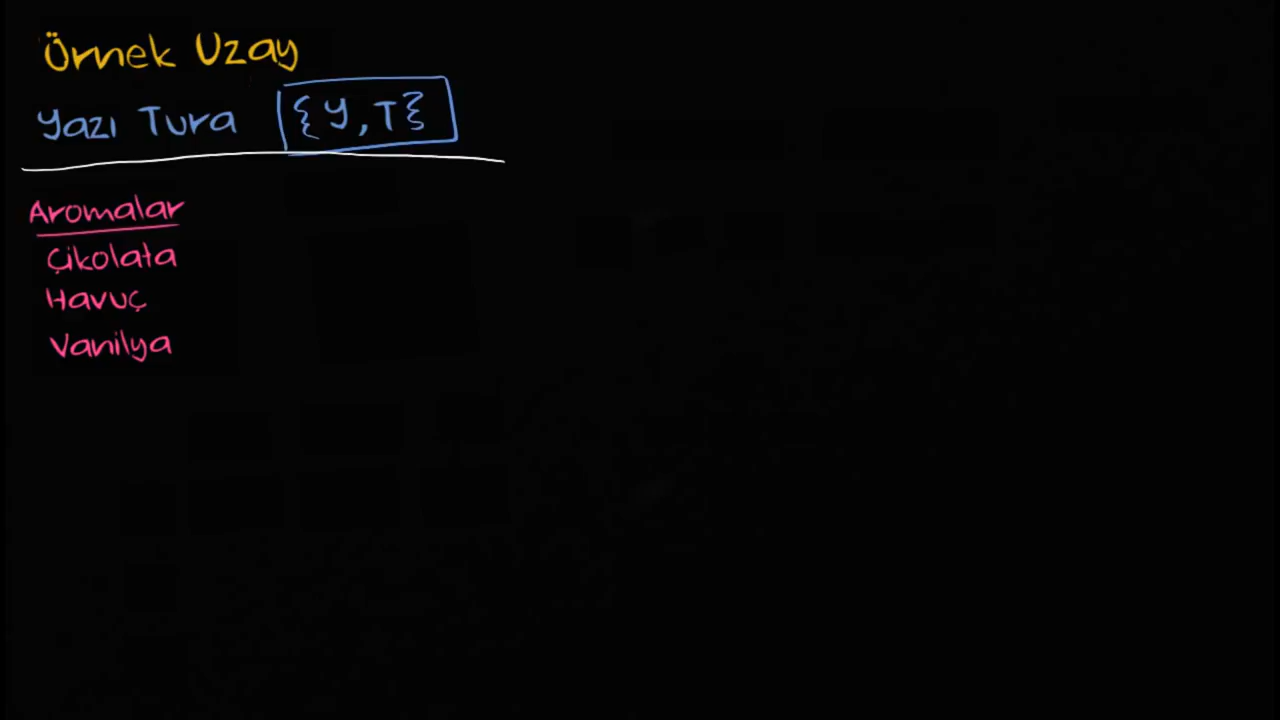 Örnek Uzay
Yazı Tura {Y, T}
Aromalar
Çikolata
Havuç
Vanilya